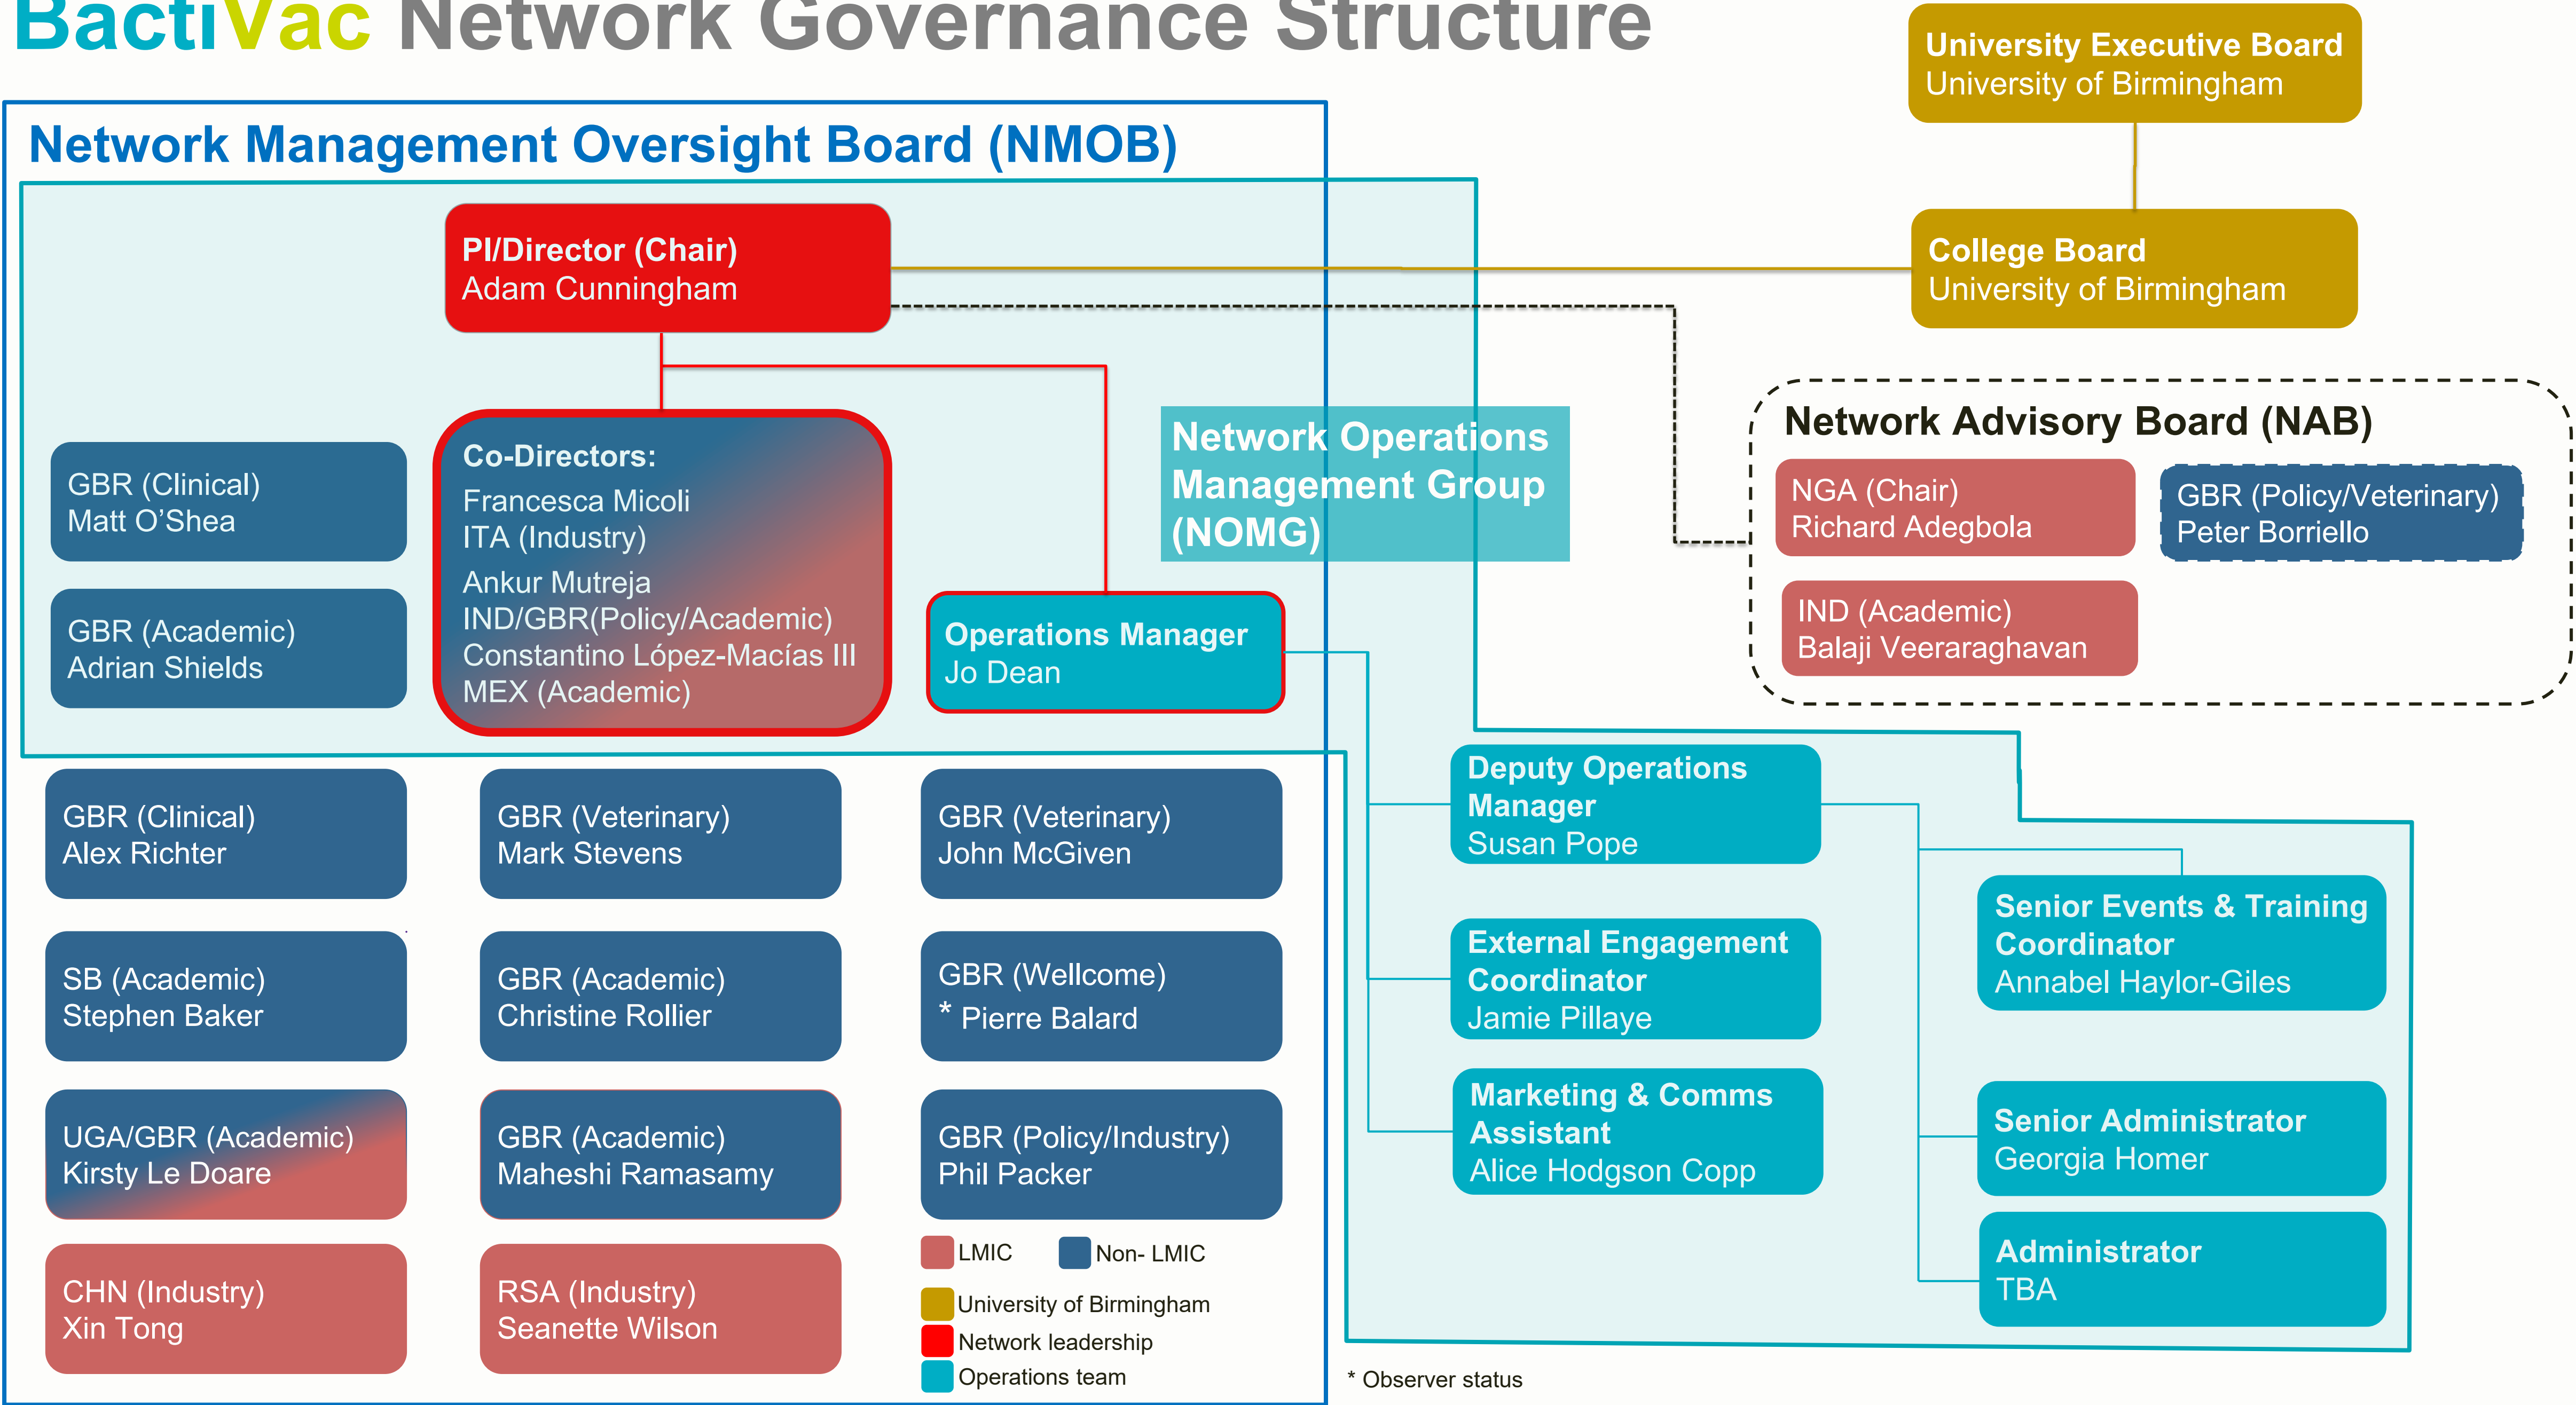 BactiVac Network Governance Structure
University Executive Board
University of Birmingham
Network Management Oversight Board (NMOB)
PI/Director (Chair)
Adam Cunningham
College Board
University of Birmingham
GBR (Clinical)
Matt O’Shea
GBR (Academic)
Adrian Shields
Co-Directors:
Francesca Micoli
ITA (Industry)
Ankur Mutreja
IND/GBR(Policy/Academic)
Constantino López-Macías III
MEX (Academic)
Operations Manager
Jo Dean
Network Operations
Management Group
(NOMG)
Network Advisory Board (NAB)
NGA (Chair)
Richard Adegbola
GBR (Policy/Veterinary)
Peter Borriello
IND (Academic)
Balaji Veeraraghavan
GBR (Clinical)
Alex Richter
GBR (Veterinary)
Mark Stevens
GBR (Veterinary)
John McGiven
SB (Academic)
Stephen Baker
GBR (Academic)
Christine Rollier
GBR (Wellcome)
* Pierre Balard
UGA/GBR (Academic)
Kirsty Le Doare
GBR (Academic)
Maheshi Ramasamy
GBR (Policy/Industry)
Phil Packer
CHN (Industry)
Xin Tong
RSA (Industry)
Seanette Wilson
LMIC
Non- LMIC
University of Birmingham
Network leadership
Operations team
Deputy Operations
Manager
Susan Pope
External Engagement
Coordinator
Jamie Pillaye
Marketing & Comms
Assistant
Alice Hodgson Copp
Senior Events & Training
Coordinator
Annabel Haylor-Giles
Senior Administrator
Georgia Homer
Administrator
TBA
* Observer status